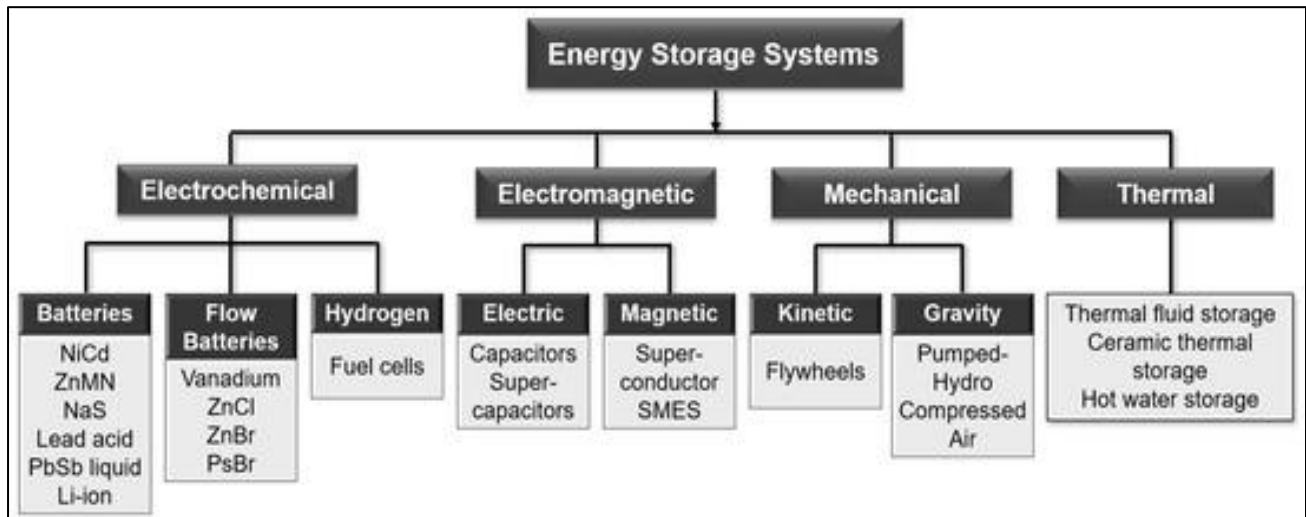 Energy Storage Systems
Electrochemical
Electromagnetic
Mechanical
Thermal
Batteries
NiCd
ZnMN
NaS
Lead acid
PbSb liquid
Li-ion
Flow
Batteries
Vanadium
ZnCl
ZnBr
PsBr
Hydrogen
Fuel cells
Electric
Capacitors
Super-
capacitors
Magnetic
Super-
conductor
SMES
Kinetic
Flywheels
Gravity
Pumped-
Hydro
Compressed
Air
Thermal fluid storage
Ceramic thermal
storage
Hot water storage